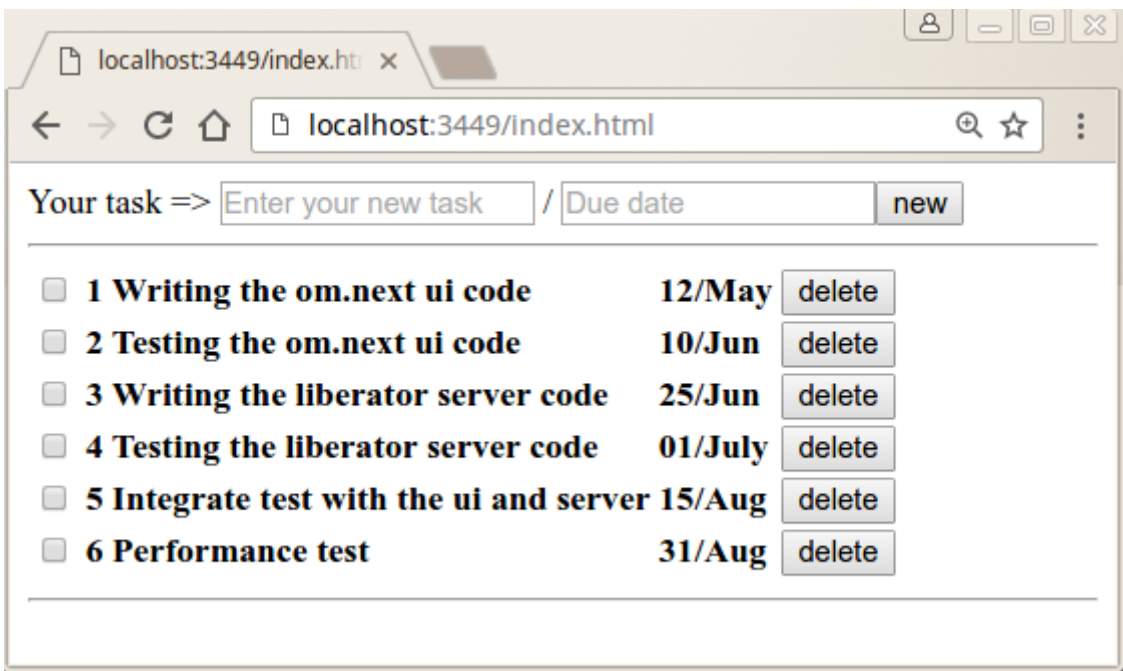 localhost:3449/index.htr
localhost:3449/index.html
Your task => Enter your new task / Due date new
1 Writing the om.next ui code 12/May delete
2 Testing the om.next ui code 10/Jun delete
3 Writing the liberator server code 25/Jun delete
4 Testing the liberator server code 01/July delete
5 Integrate test with the ui and server 15/Aug delete
6 Performance test 31/Aug delete